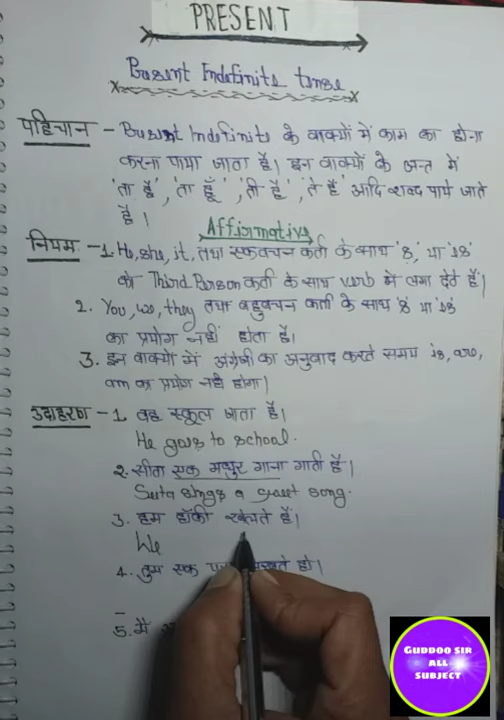 PRESENT
Present Indefinite tense
पहिचान - Present Indefinite के वाक्यों में काम का होना
करना पाया जाता है। इन वाक्यों के अन्त में
'ता है', 'ता हूँ', 'ती है', 'ते हैं' आदि शब्द पाये जाते
हैं।
Affirmative
नियम - 1. He, she, it, तथा एकवचन कर्ता के साथ 's' या 'es'
को Third Person कर्ता के साथ verb में लगा देते हैं।
2. You, we, they तथा बहुवचन कर्ता के साथ 's' या 'es'
का प्रयोग नहीं होता है।
3. इन वाक्यों में अंग्रेजी का अनुवाद करते समय is, are,
am का प्रयोग नही होगा।
उदाहरण - 1. वह स्कूल जाता है।
He goes to school.
2. सीता एक मधुर गाना गाती है।
Seeta sings a sweet song.
3. हम हॉकी खेलते हैं।
We
4. तुम एक हो।
5. मैं
GUDDOO SIR
ALL
SUBJECT